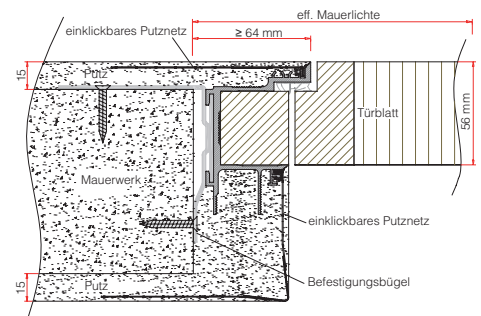 eff. Mauerlichte
einklickbares Putznetz
≥ 64 mm
15
Putz
Türblatt
56 mm
Mauerwerk
einklickbares Putznetz
Befestigungsbügel
15
Putz